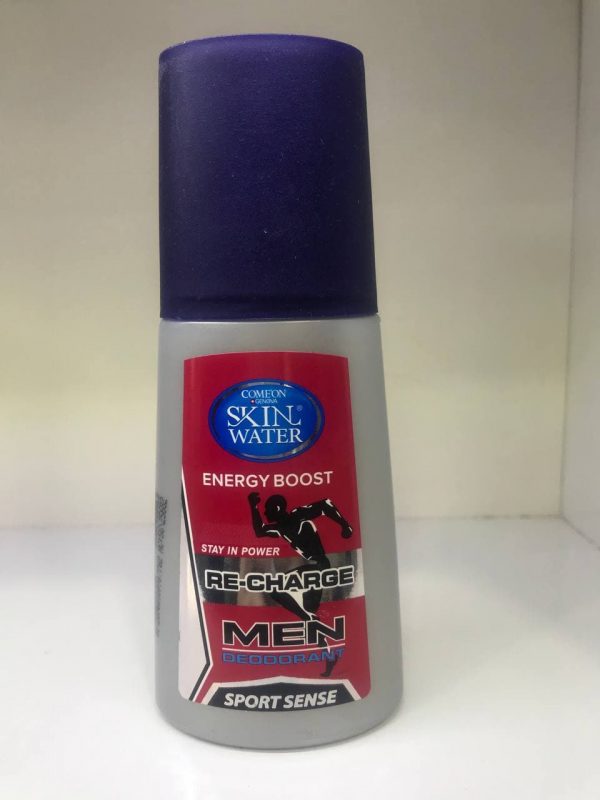 COMEON
GENOVA
SKIN®
WATER
ENERGY BOOST
STAY IN POWER
RE-CHARGE
MEN
DEODORANT
SPORT SENSE